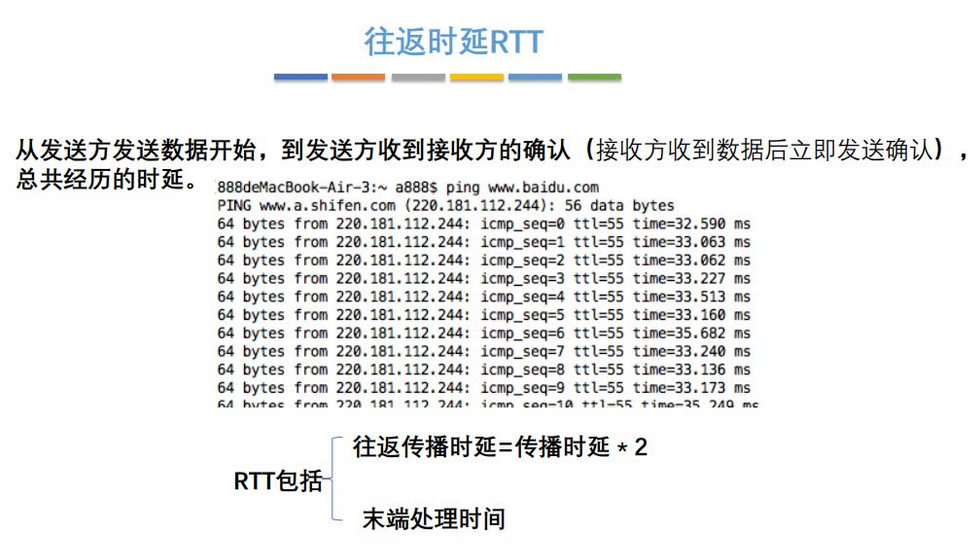 往返时延RTT
从发送方发送数据开始，到发送方收到接收方的确认（接收方收到数据后立即发送确认），
总共经历的时延。
888deMacBook-Air-3:~ a888$ ping www.baidu.com
PING www.a.shifen.com (220.181.112.244): 56 data bytes
64 bytes from 220.181.112.244: icmp_seq=0 ttl=55 time=32.590 ms
64 bytes from 220.181.112.244: icmp_seq=1 ttl=55 time=33.063 ms
64 bytes from 220.181.112.244: icmp_seq=2 ttl=55 time=33.062 ms
64 bytes from 220.181.112.244: icmp_seq=3 ttl=55 time=33.227 ms
64 bytes from 220.181.112.244: icmp_seq=4 ttl=55 time=33.513 ms
64 bytes from 220.181.112.244: icmp_seq=5 ttl=55 time=33.160 ms
64 bytes from 220.181.112.244: icmp_seq=6 ttl=55 time=35.682 ms
64 bytes from 220.181.112.244: icmp_seq=7 ttl=55 time=33.240 ms
64 bytes from 220.181.112.244: icmp_seq=8 ttl=55 time=33.136 ms
64 bytes from 220.181.112.244: icmp_seq=9 ttl=55 time=33.173 ms
64 bytes from 220.181.112.244: icmp_seq=10 ttl=55 time=35.249 ms
往返传播时延=传播时延*2
RTT包括
末端处理时间